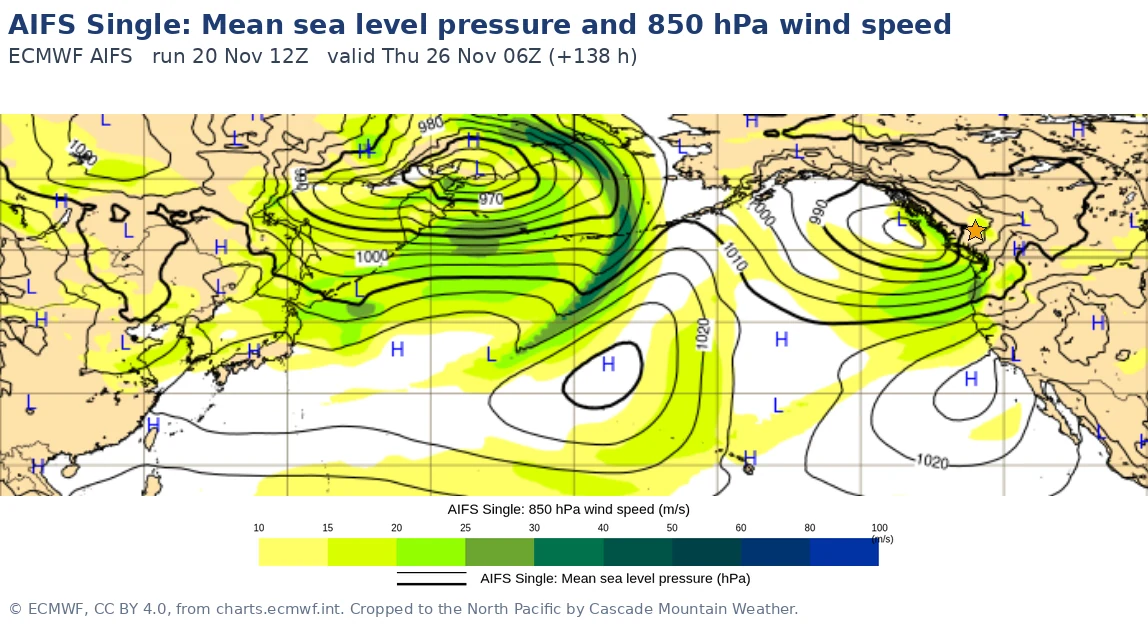 AIFS Single: Mean sea level pressure and 850 hPa wind speed
ECMWF AIFS run 20 Nov 12Z valid Thu 26 Nov 06Z (+138 h)
L H L H L H L H
980 1000 L
970
990
1000
1010
1000
1020
1020
H L H L H L L H
L H L H H L H L H H L
L H L H H L H
AIFS Single: 850 hPa wind speed (m/s)
10 15 20 25 30 40 50 60 80 100
(m/s)
AIFS Single: Mean sea level pressure (hPa)
© ECMWF, CC BY 4.0, from charts.ecmwf.int. Cropped to the North Pacific by Cascade Mountain Weather.